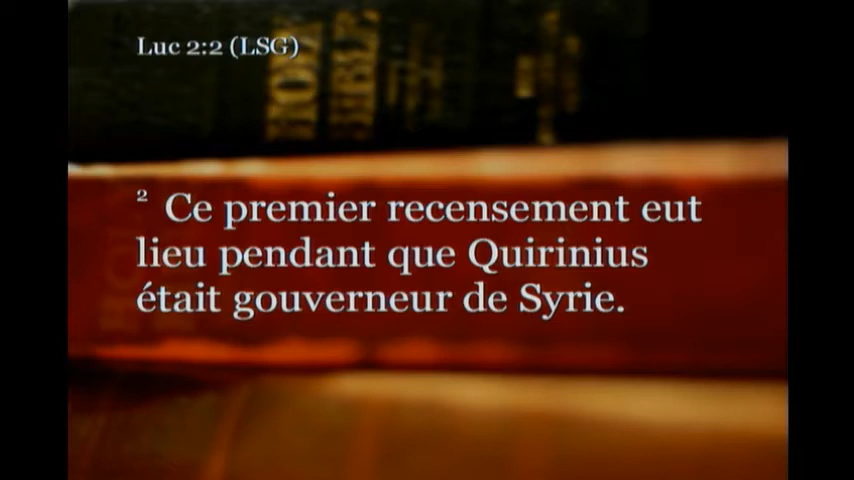 Luc 2:2 (LSG)
² Ce premier recensement eut
lieu pendant que Quirinius
était gouverneur de Syrie.